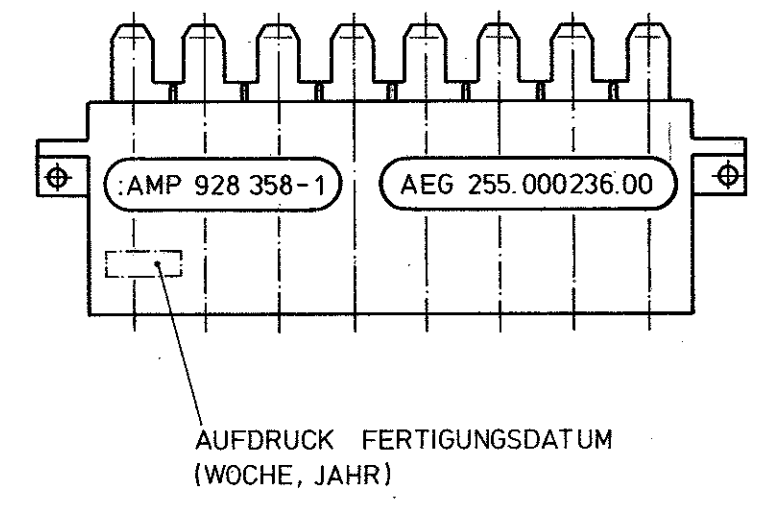 :AMP 928 358-1
AEG 255.000236.00
AUFDRUCK FERTIGUNGSDATUM
(WOCHE, JAHR)